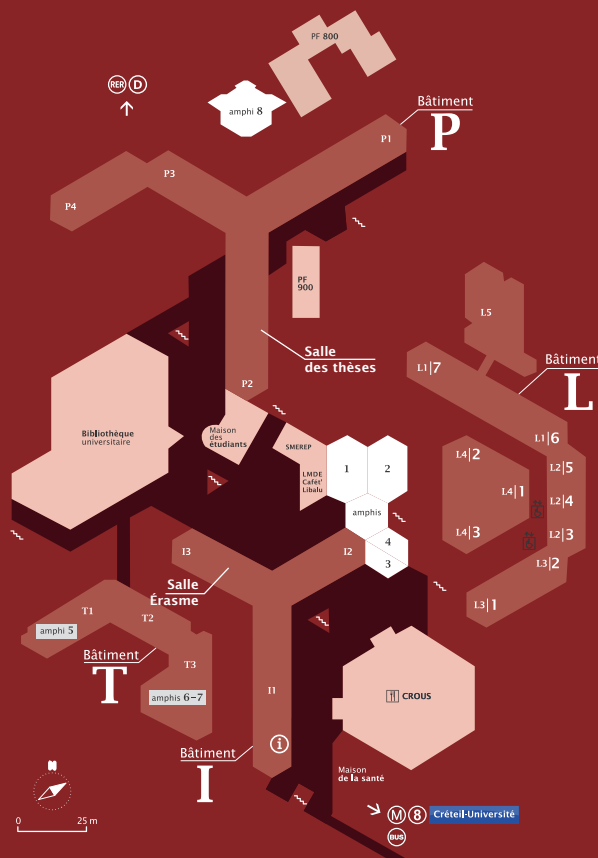 PF 800
RER D
amphi 8
Bâtiment
P
P1
P3
P4
PF
900
L5
Salle
des thèses
Bâtiment
L
L1|7
P2
Bibliothèque
universitaire
Maison
des
étudiants
SMEREP
LMDE
Cafèt'
Libalu
1
2
amphis
4
3
L1|6
L4|2
L2|5
L4|1
L2|4
L4|3
L2|3
L3|2
L3|1
I3
I2
Salle
Érasme
T1
T2
amphi 5
Bâtiment
T
T3
amphis 6-7
I1
CROUS
Bâtiment
I
i
Maison
de la santé
N
0 25 m
M 8 Créteil-Université
BUS